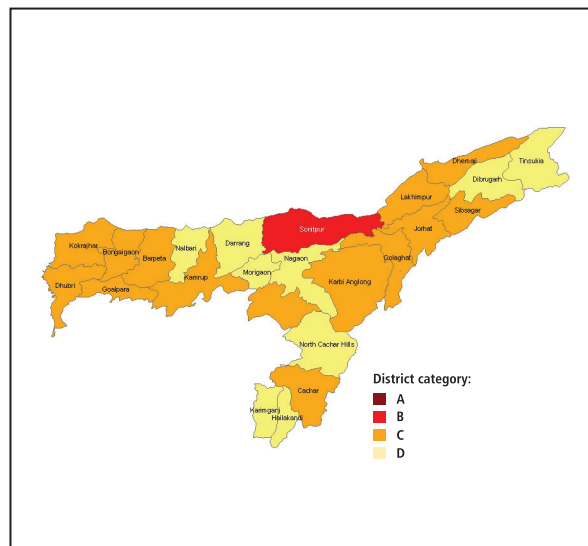 Dhemaji
Tinsukia
Dibrugarh
Lakhimpur
Sibsagar
Sonitpur
Jorhat
Kokrajhar
Bongaigaon
Barpeta
Nalbari
Darrang
Nagaon
Golaghat
Morigaon
Kamrup
Karbi Anglong
Dhubri
Goalpara
North Cachar Hills
Cachar
Karimganj
Hailakandi
District category:
A
B
C
D